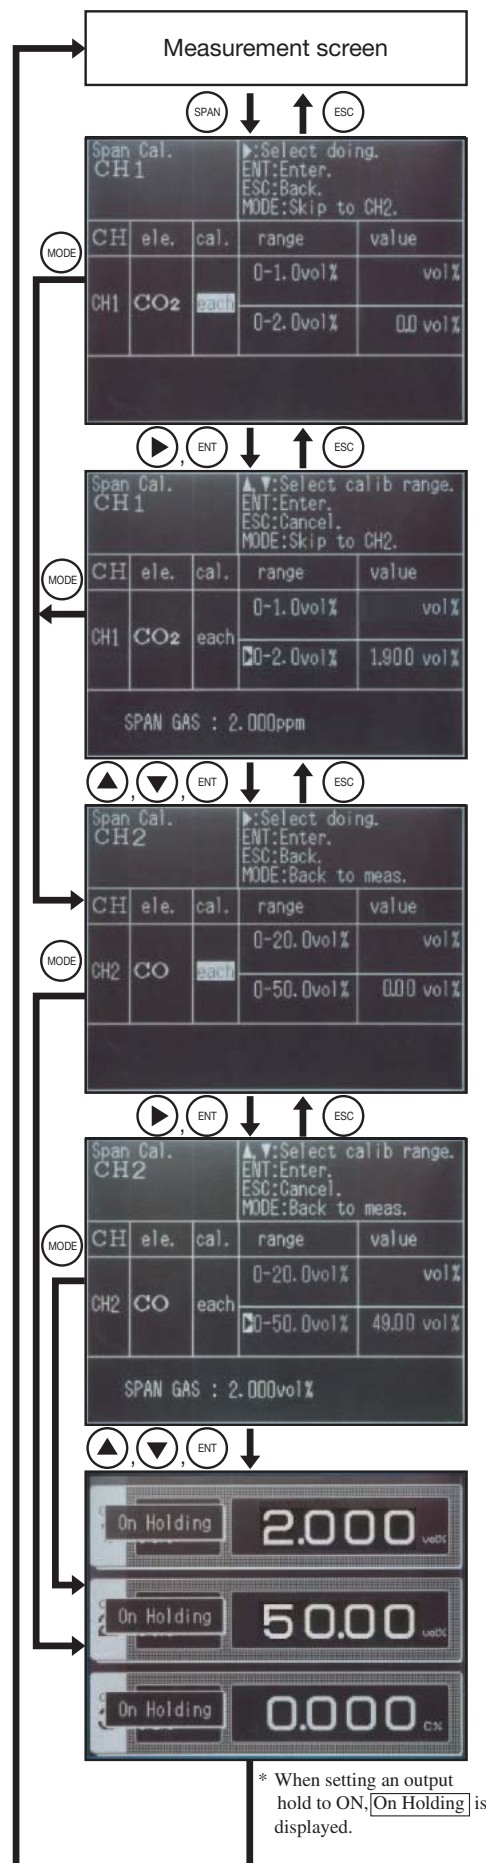 Measurement screen
SPAN ESC
Span Cal.
CH1
▶:Select doing.
ENT:Enter.
ESC:Back.
MODE:Skip to CH2.
MODE
CH ele. cal. range value
CH1 CO2 each
0-1.0vol% vol%
0-2.0vol% 0.0 vol%
▶, ENT ESC
Span Cal.
CH1
▲,▼:Select calib range.
ENT:Enter.
ESC:Cancel.
MODE:Skip to CH2.
MODE
CH ele. cal. range value
CH1 CO2 each
0-1.0vol% vol%
▶0-2.0vol% 1.900 vol%
SPAN GAS : 2.000ppm
▲, ▼, ENT ESC
Span Cal.
CH2
▶:Select doing.
ENT:Enter.
ESC:Back.
MODE:Back to meas.
CH ele. cal. range value
MODE
CH2 CO each
0-20.0vol% vol%
0-50.0vol% 0.00 vol%
▶, ENT ESC
Span Cal.
CH2
▲,▼:Select calib range.
ENT:Enter.
ESC:Cancel.
MODE:Back to meas.
MODE
CH ele. cal. range value
CH2 CO each
0-20.0vol% vol%
▶0-50.0vol% 49.00 vol%
SPAN GAS : 2.000vol%
▲, ▼, ENT
On Holding 2.000 vol%
On Holding 50.00 vol%
On Holding 0.000 C%
* When setting an output
hold to ON, On Holding is
displayed.